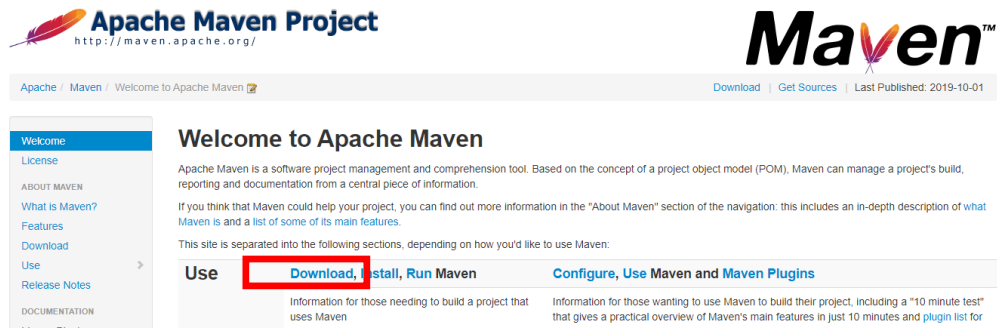 Apache Maven Project
http://maven.apache.org/
Maven™
Apache / Maven / Welcome to Apache Maven
Download | Get Sources | Last Published: 2019-10-01
Welcome
License
ABOUT MAVEN
What is Maven?
Features
Download
Use
Release Notes
DOCUMENTATION
Welcome to Apache Maven
Apache Maven is a software project management and comprehension tool. Based on the concept of a project object model (POM), Maven can manage a project's build,
reporting and documentation from a central piece of information.
If you think that Maven could help your project, you can find out more information in the "About Maven" section of the navigation: this includes an in-depth description of what
Maven is and a list of some of its main features.
This site is separated into the following sections, depending on how you'd like to use Maven:
Use
Download, Install, Run Maven
Information for those needing to build a project that
uses Maven
Configure, Use Maven and Maven Plugins
Information for those wanting to use Maven to build their project, including a "10 minute test"
that gives a practical overview of Maven's main features in just 10 minutes and plugin list for